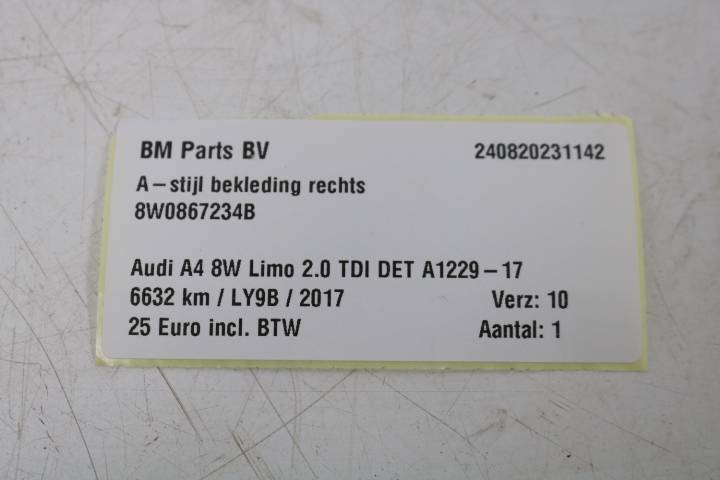 BM Parts BV 240820231142
A-stijl bekleding rechts
8W0867234B
Audi A4 8W Limo 2.0 TDI DET A1229-17
6632 km / LY9B / 2017 Verz: 10
25 Euro incl. BTW Aantal: 1